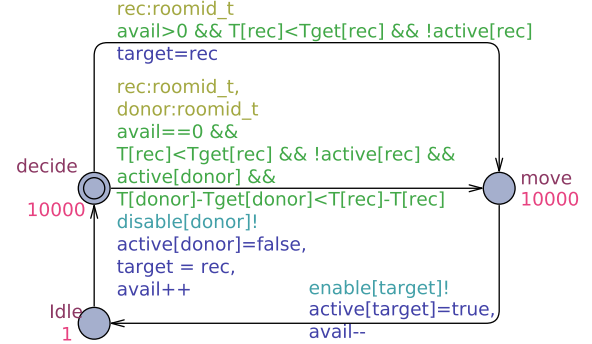 rec:roomid_t
avail>0 && T[rec]<Tget[rec] && !active[rec]
target=rec
rec:roomid_t,
donor:roomid_t
avail==0 &&
T[rec]<Tget[rec] && !active[rec] &&
active[donor] &&
T[donor]-Tget[donor]<T[rec]-T[rec]
disable[donor]!
active[donor]=false,
target = rec,
avail++
decide
10000
move
10000
Idle
1
enable[target]!
active[target]=true,
avail--